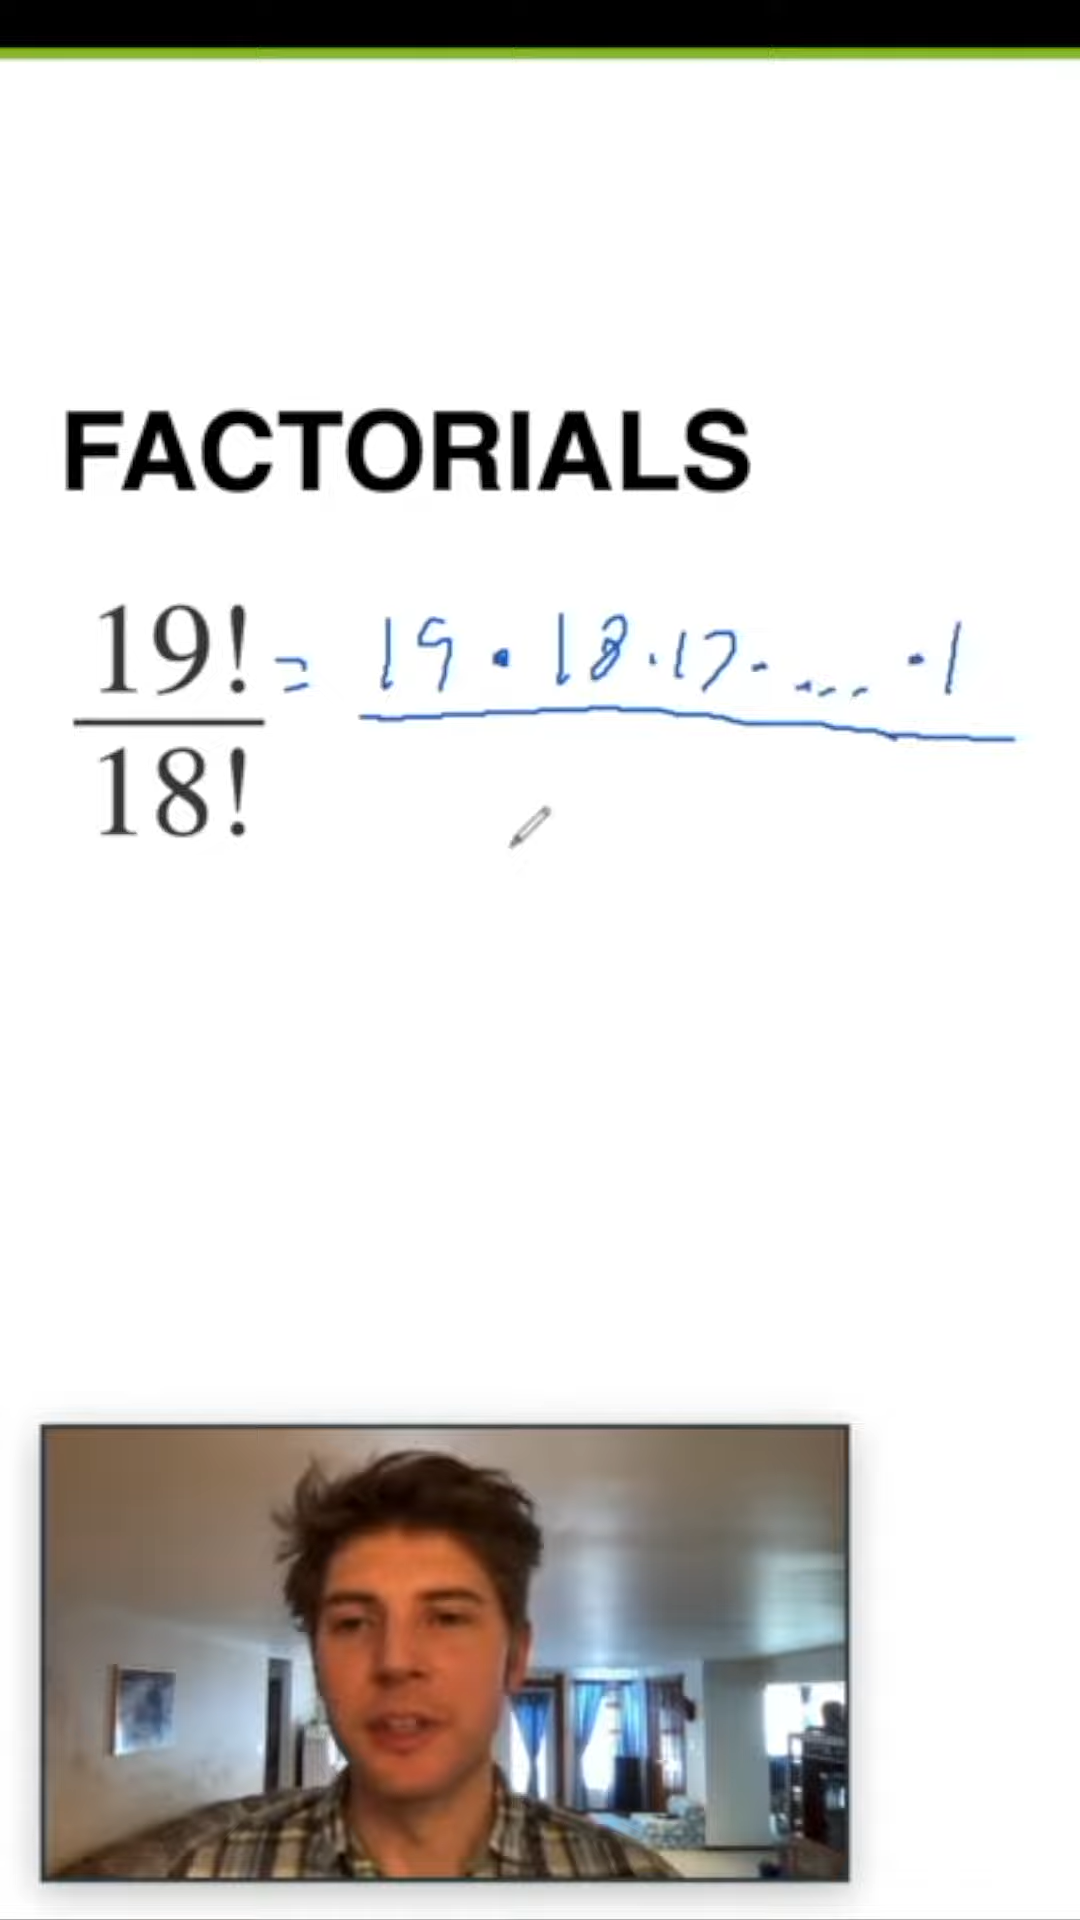 FACTORIALS
19! = 19 • 18 • 17 • ... • 1
18!